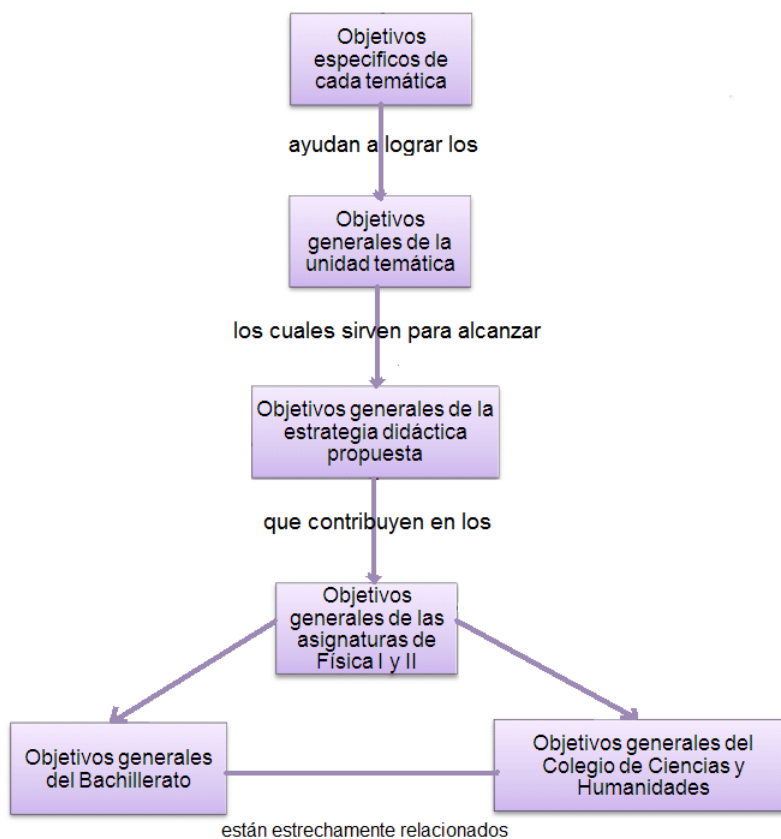 Objetivos
especificos de
cada temática
ayudan a lograr los
Objetivos
generales de la
unidad temática
los cuales sirven para alcanzar
Objetivos generales de la
estrategia didáctica
propuesta
que contribuyen en los
Objetivos
generales de las
asignaturas de
Física I y II
Objetivos generales
del Bachillerato
Objetivos generales del
Colegio de Ciencias y
Humanidades
están estrechamente relacionados